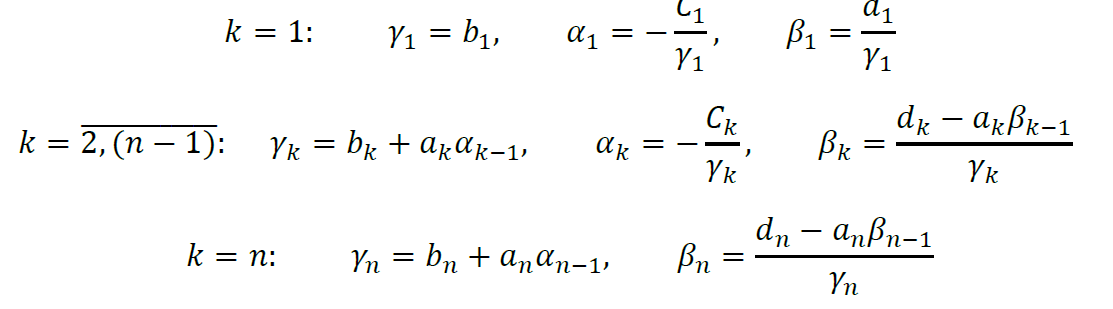 k = 1: γ₁ = b₁, α₁ = − C₁/γ₁, β₁ = d₁/γ₁
k = \overline{2, (n − 1)}: γₖ = bₖ + aₖαₖ₋₁, αₖ = − Cₖ/γₖ, βₖ = (dₖ − aₖβₖ₋₁)/γₖ
k = n: γₙ = bₙ + aₙαₙ₋₁, βₙ = (dₙ − aₙβₙ₋₁)/γₙ